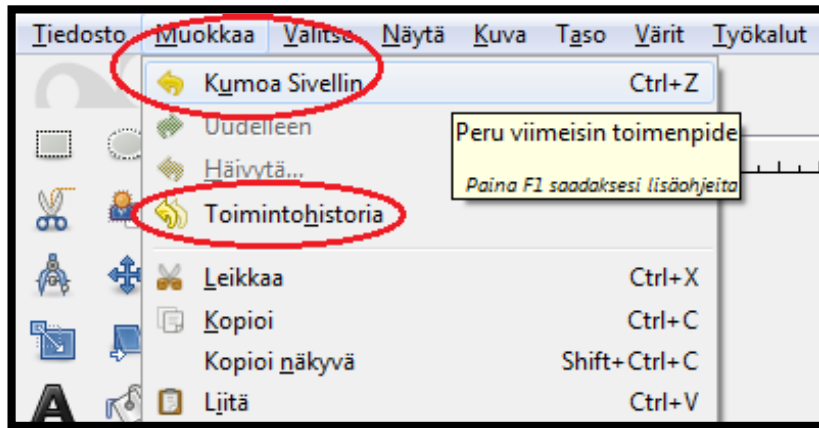 Tiedosto Muokkaa Valitse Näytä Kuva Taso Värit Työkalut
Kumoa Sivellin Ctrl+Z
Uudelleen
Peru viimeisin toimenpide
Häivytä...
Paina F1 saadaksesi lisäohjeita
Toimintohistoria
Leikkaa Ctrl+X
Kopioi Ctrl+C
Kopioi näkyvä Shift+Ctrl+C
Liitä Ctrl+V